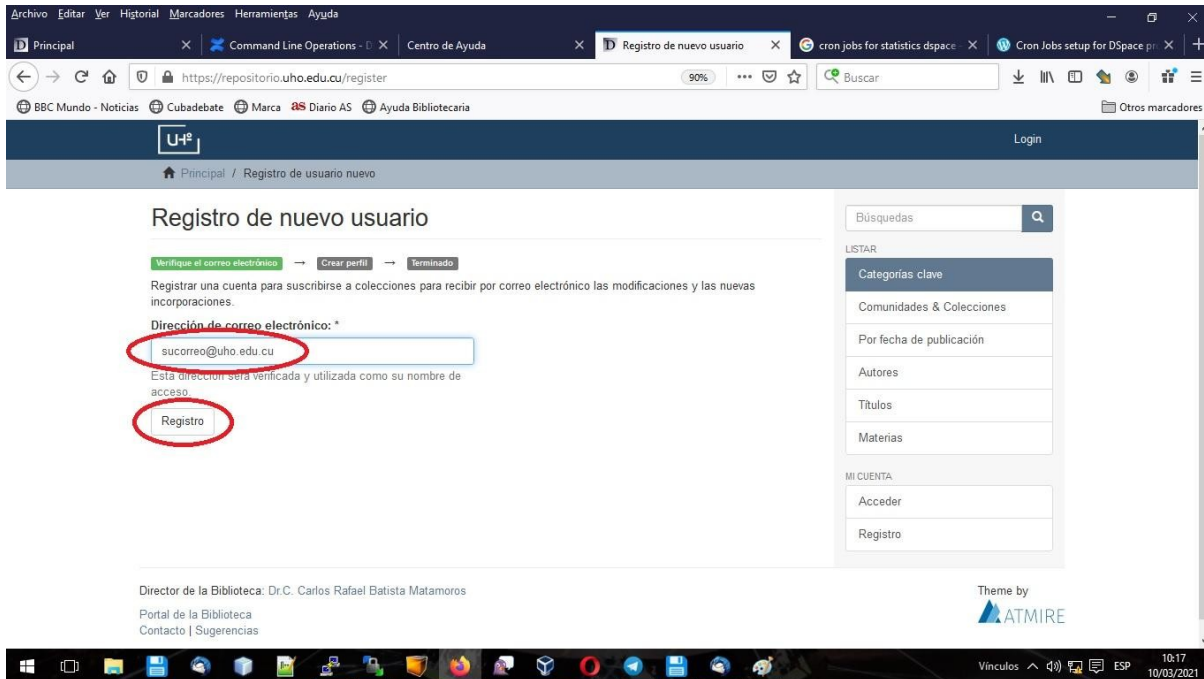 Archivo Editar Ver Historial Marcadores Herramientas Ayuda
Principal
Command Line Operations - D
Centro de Ayuda
Registro de nuevo usuario
cron jobs for statistics dspace -
Cron Jobs setup for DSpace pr
https://repositorio.uho.edu.cu/register
90%
Buscar
BBC Mundo - Noticias
Cubadebate
Marca
as Diario AS
Ayuda Bibliotecaria
Otros marcadores
Login
Principal / Registro de usuario nuevo
Registro de nuevo usuario
Verifique el correo electrónico → Crear perfil → Terminado
Registrar una cuenta para suscribirse a colecciones para recibir por correo electrónico las modificaciones y las nuevas
incorporaciones.
Dirección de correo electrónico: *
sucorreo@uho.edu.cu
Esta dirección será verificada y utilizada como su nombre de
acceso.
Registro
Búsquedas
LISTAR
Categorías clave
Comunidades & Colecciones
Por fecha de publicación
Autores
Títulos
Materias
MI CUENTA
Acceder
Registro
Director de la Biblioteca: Dr.C. Carlos Rafael Batista Matamoros
Portal de la Biblioteca
Contacto | Sugerencias
Theme by
ATMIRE
Vínculos
ESP
10:17
10/03/2021